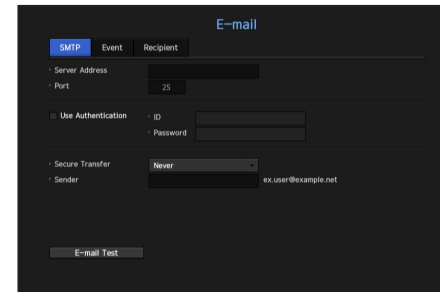 E-mail
SMTP Event Recipient
Server Address
Port 25
Use Authentication ID
Password
Secure Transfer Never
Sender ex.user@example.net
E-mail Test